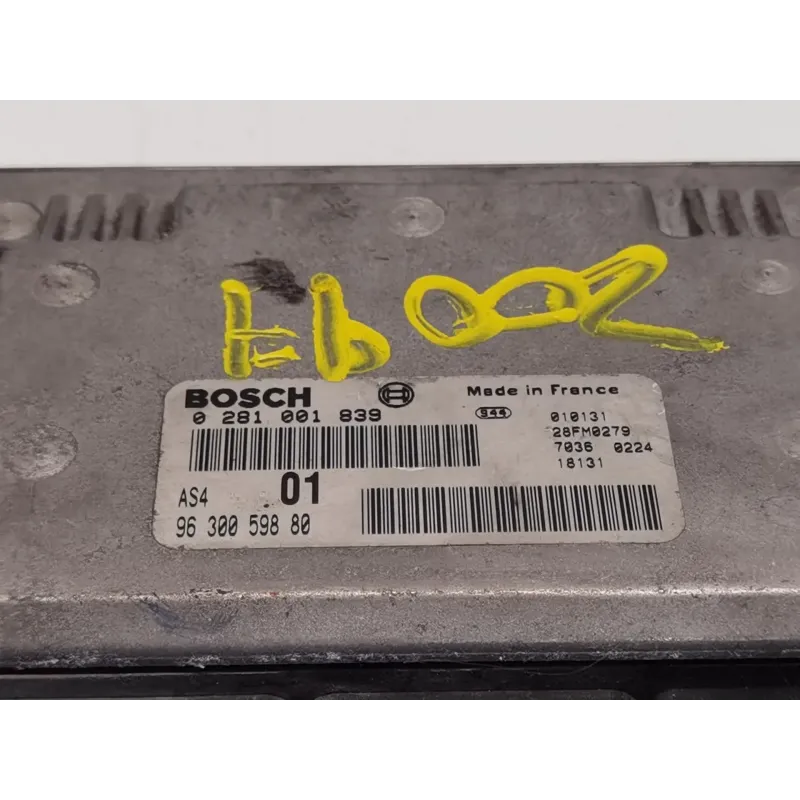 Eb002
BOSCH
Made in France
0 281 001 839
944
010131
28FM0279
7036 0224
18131
AS4 01
96 300 598 80